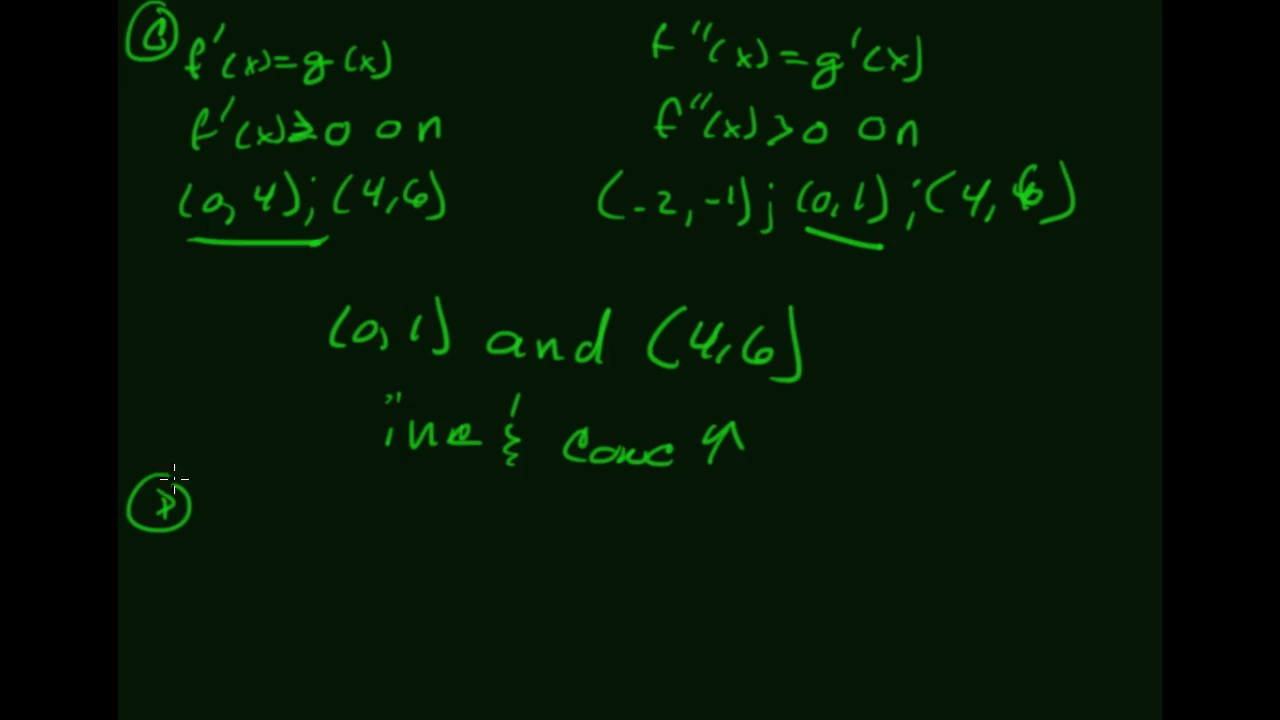 C f'(x)=g(x) f''(x)=g'(x)
f'(x)≥0 on f''(x)>0 on
(0,4);(4,6) (-2,-1);(0,1);(4,6)
(0,1) and (4,6)
inc & conc ↑
D